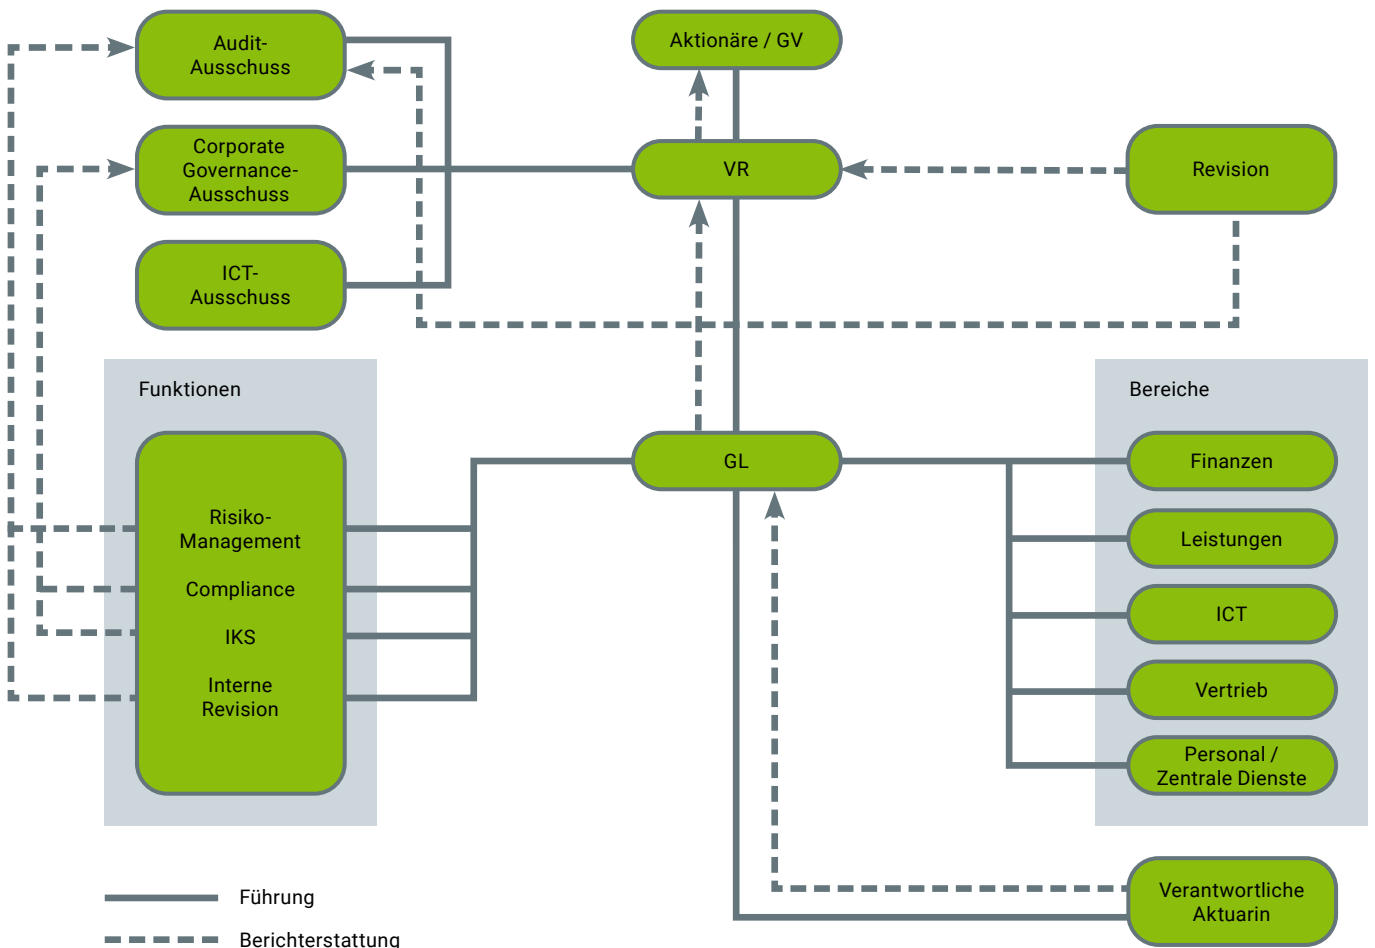 Audit-
Ausschuss
Aktionäre / GV
Corporate
Governance-
Ausschuss
VR
Revision
ICT-
Ausschuss
Funktionen
Bereiche
GL
Finanzen
Risiko-
Management
Leistungen
Compliance
ICT
IKS
Interne
Revision
Vertrieb
Personal /
Zentrale Dienste
Verantwortliche
Aktuarin
Führung
Berichterstattung